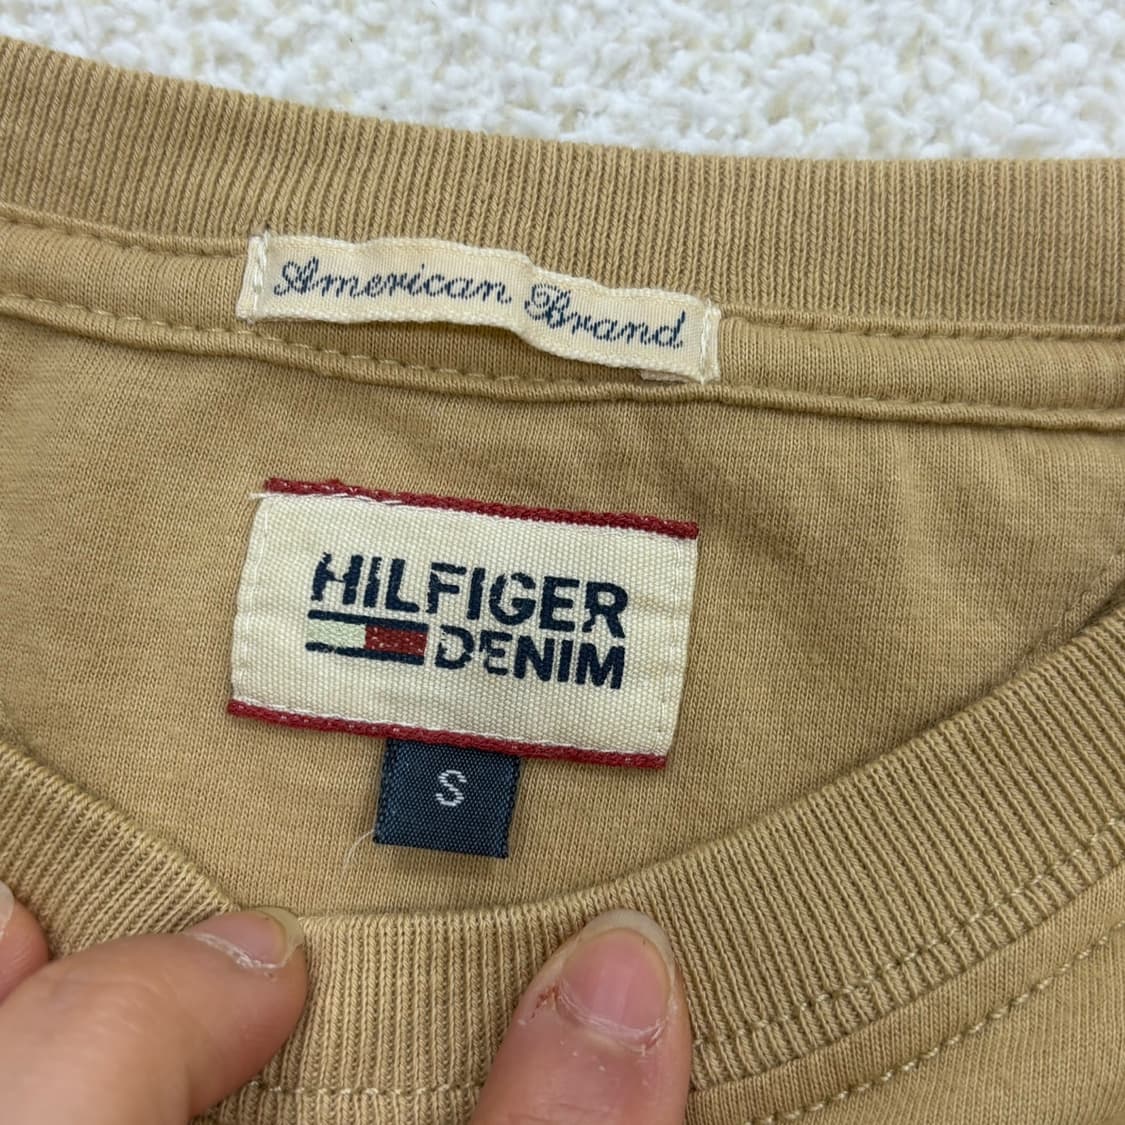 American Brand
HILFIGER
DENIM
S